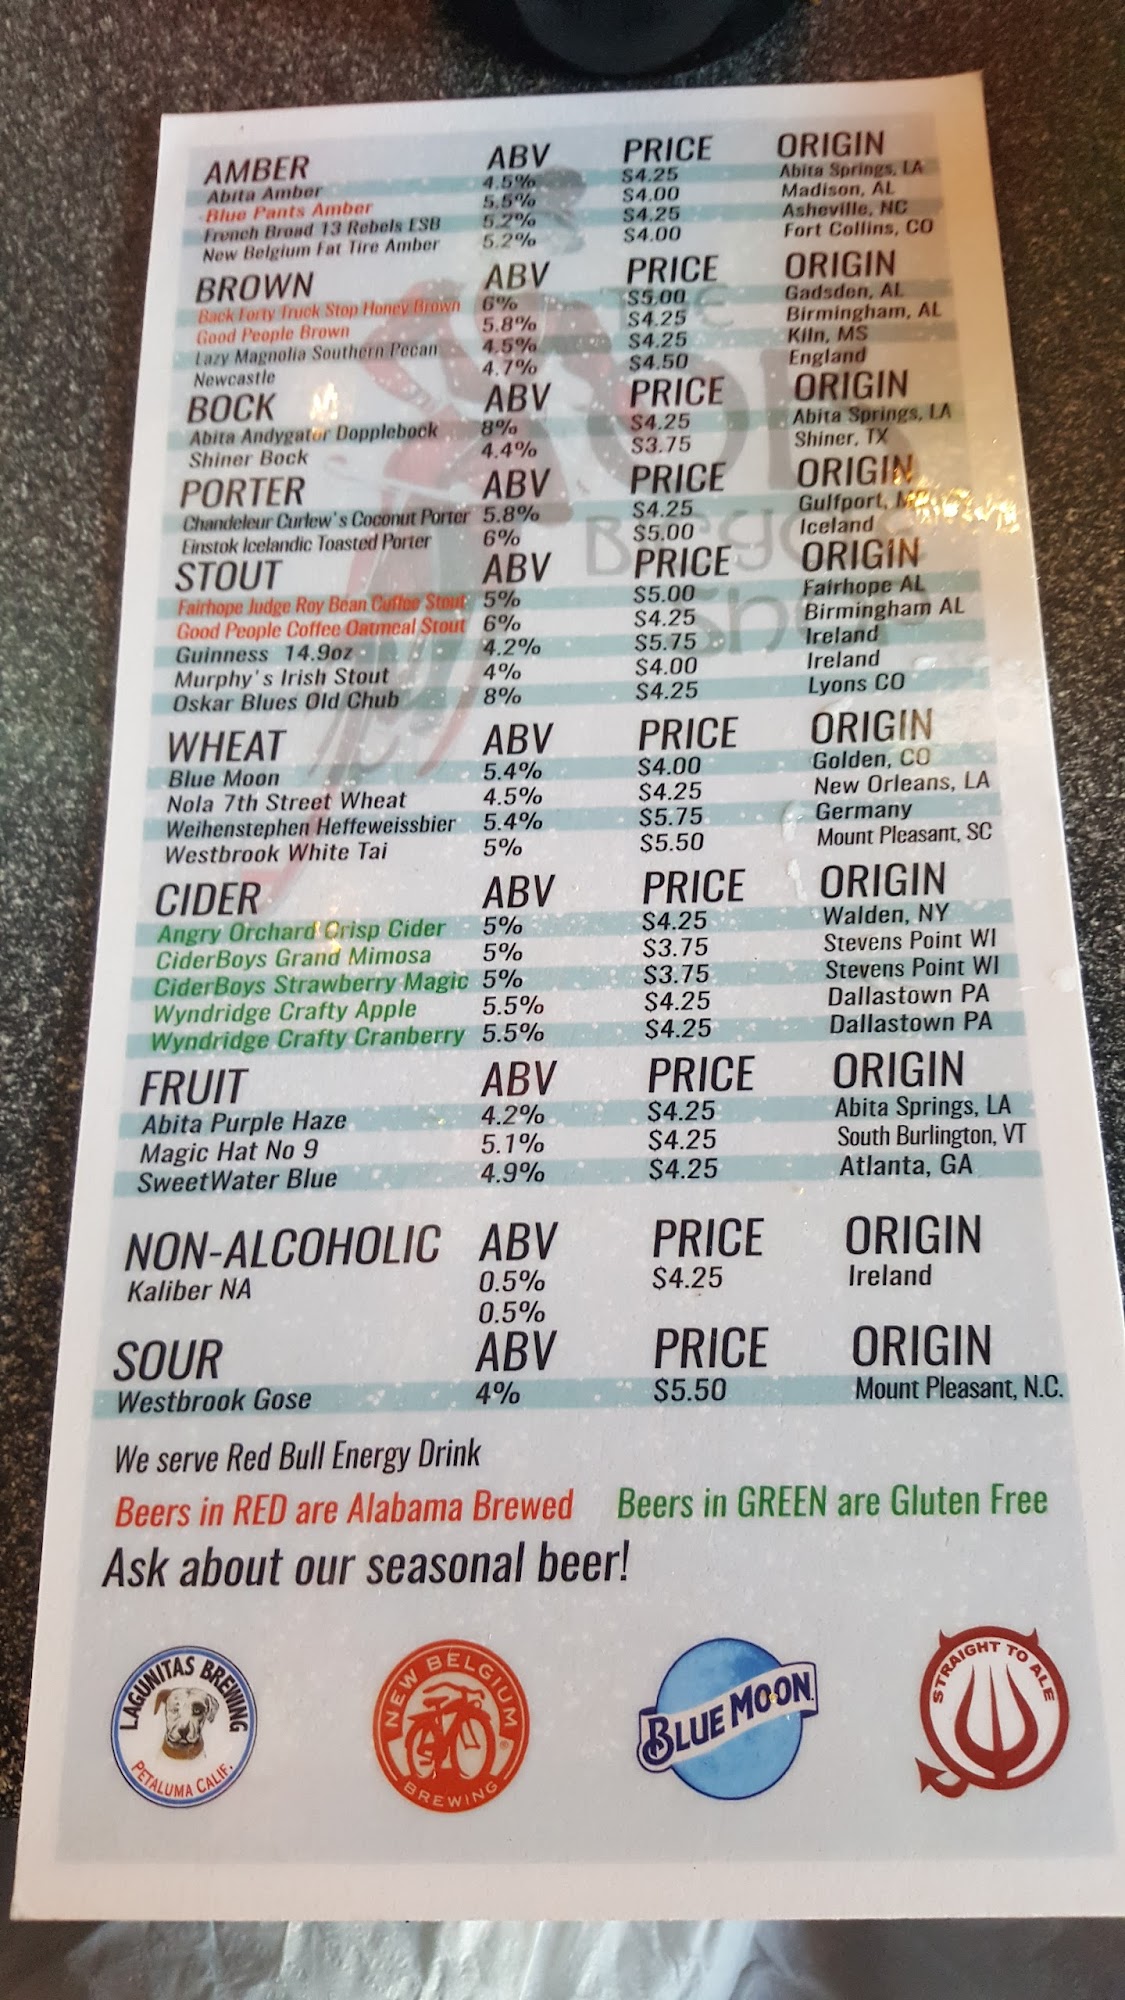 AMBER ABV PRICE ORIGIN
Abita Amber 4.5% $4.25 Abita Springs, LA
Blue Pants Amber 5.5% $4.00 Madison, AL
French Broad 13 Rebels ESB 5.2% $4.25 Asheville, NC
New Belgium Fat Tire Amber 5.2% $4.00 Fort Collins, CO
BROWN ABV PRICE ORIGIN
Back Forty Truck Stop Honey Brown 6% $5.00 Gadsden, AL
Good People Brown 5.8% $4.25 Birmingham, AL
Lazy Magnolia Southern Pecan 4.5% $4.25 Kiln, MS
Newcastle 4.7% $4.50 England
BOCK ABV PRICE ORIGIN
Abita Andygator Dopplebock 8% $4.25 Abita Springs, LA
Shiner Bock 4.4% $3.75 Shiner, TX
PORTER ABV PRICE ORIGIN
Chandeleur Curlew's Coconut Porter 5.8% $4.25 Gulfport,
Einstok Icelandic Toasted Porter 6% $5.00 Iceland
STOUT ABV PRICE ORIGIN
Fairhope Judge Roy Bean Cuffee Stout 5% $5.00 Fairhope AL
Good People Coffee Oatmeal Stout 6% $4.25 Birmingham AL
Guinness 14.9oz 4.2% $5.75 Ireland
Murphy's Irish Stout 4% $4.00 Ireland
Oskar Blues Old Chub 8% $4.25 Lyons CO
WHEAT ABV PRICE ORIGIN
Blue Moon 5.4% $4.00 Golden, CO
Nola 7th Street Wheat 4.5% $4.25 New Orleans, LA
Weihenstephen Heffeweissbier 5.4% $5.75 Germany
Westbrook White Tai 5% $5.50 Mount Pleasant, SC
CIDER ABV PRICE ORIGIN
Angry Orchard Crisp Cider 5% $4.25 Walden, NY
CiderBoys Grand Mimosa 5% $3.75 Stevens Point WI
CiderBoys Strawberry Magic 5% $3.75 Stevens Point WI
Wyndridge Crafty Apple 5.5% $4.25 Dallastown PA
Wyndridge Crafty Cranberry 5.5% $4.25 Dallastown PA
FRUIT ABV PRICE ORIGIN
Abita Purple Haze 4.2% $4.25 Abita Springs, LA
Magic Hat No 9 5.1% $4.25 South Burlington, VT
SweetWater Blue 4.9% $4.25 Atlanta, GA
NON-ALCOHOLIC ABV PRICE ORIGIN
Kaliber NA 0.5% $4.25 Ireland
0.5%
SOUR ABV PRICE ORIGIN
Westbrook Gose 4% $5.50 Mount Pleasant, N.C.
We serve Red Bull Energy Drink
Beers in RED are Alabama Brewed Beers in GREEN are Gluten Free
Ask about our seasonal beer!
LAGUNITAS BREWING
PETALUMA CALIF.
NEW BELGIUM
BREWING
BLUE MOON
STRAIGHT TO ALE